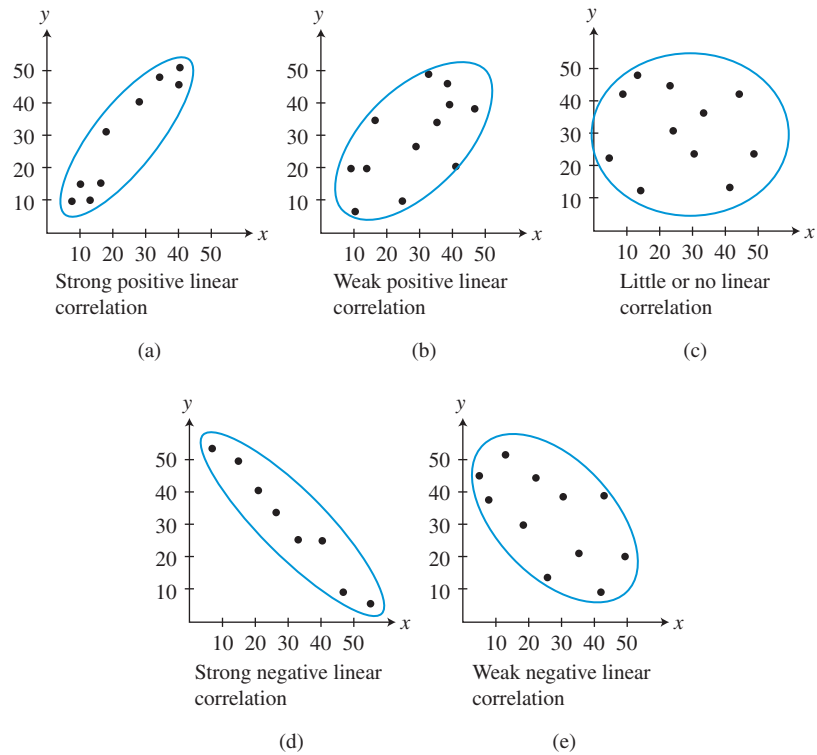 y
50
40
30
20
10
10 20 30 40 50
x
Strong positive linear
correlation
(a)
y
50
40
30
20
10
10 20 30 40 50
x
Weak positive linear
correlation
(b)
y
50
40
30
20
10
10 20 30 40 50
x
Little or no linear
correlation
(c)
y
50
40
30
20
10
10 20 30 40 50
x
Strong negative linear
correlation
(d)
y
50
40
30
20
10
10 20 30 40 50
x
Weak negative linear
correlation
(e)